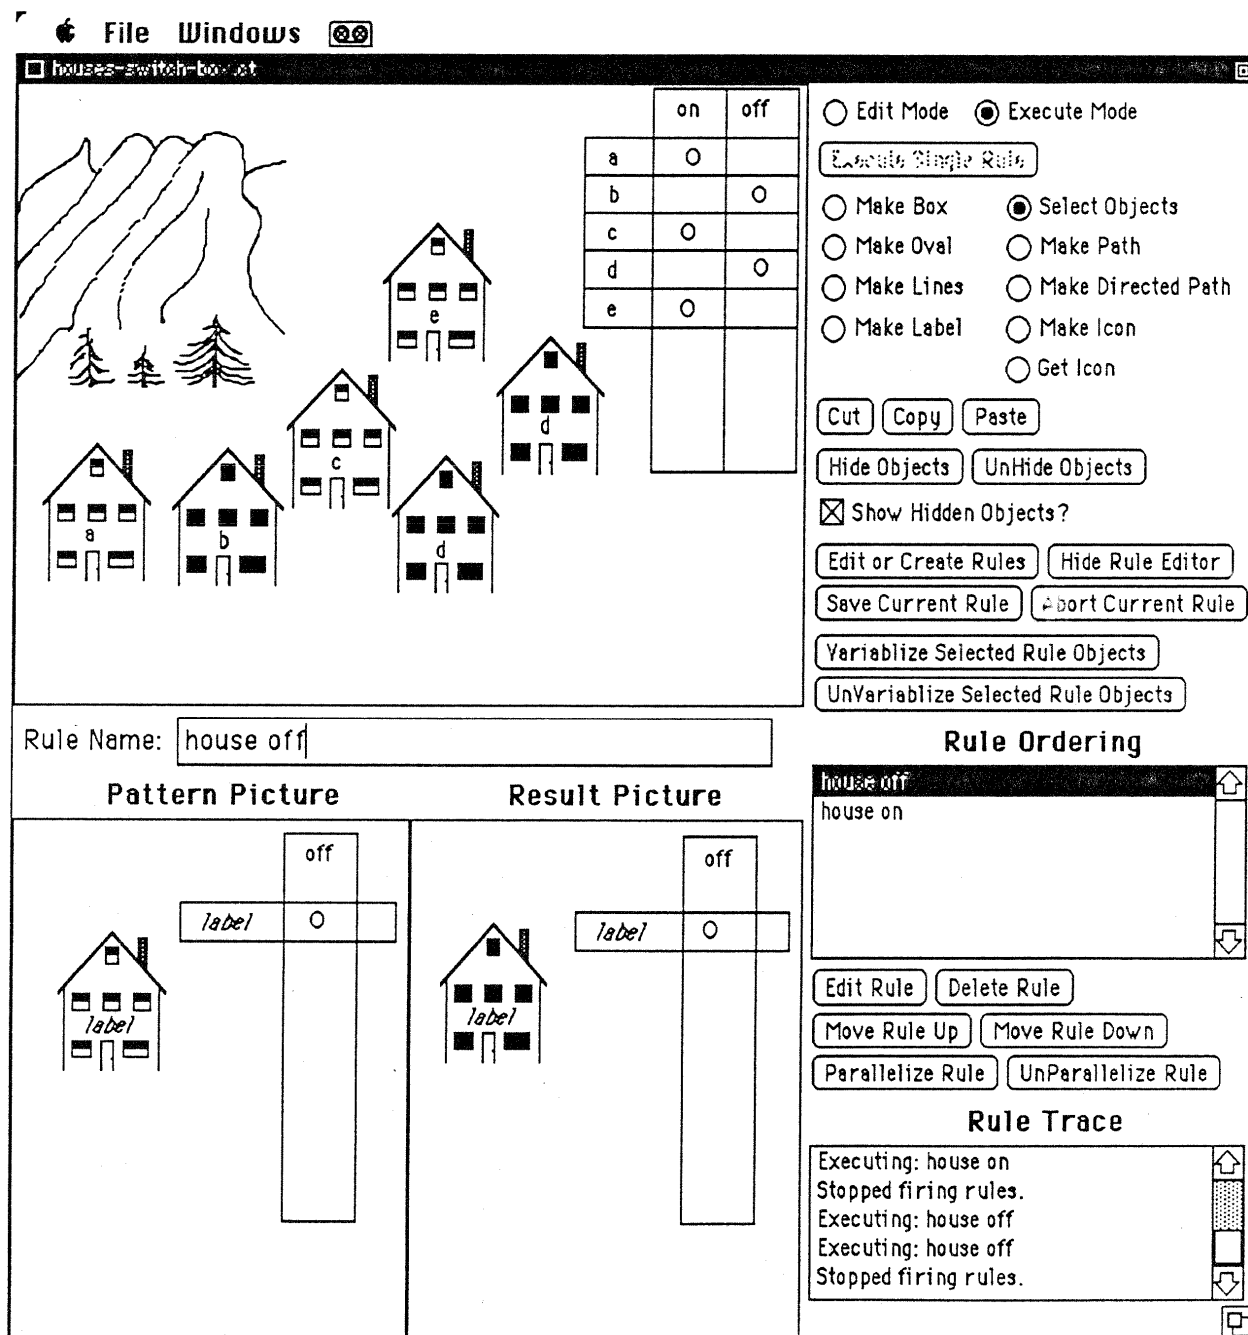 File Windows
houses-switch-boxlot
on off
a
b
c
d
e
e
d
c
a
b
d
Edit Mode Execute Mode
Execute Single Rule
Make Box Select Objects
Make Oval Make Path
Make Lines Make Directed Path
Make Label Make Icon
Get Icon
Cut Copy Paste
Hide Objects UnHide Objects
Show Hidden Objects?
Edit or Create Rules Hide Rule Editor
Save Current Rule Abort Current Rule
Variablize Selected Rule Objects
UnVariablize Selected Rule Objects
Rule Name: house off
Pattern Picture Result Picture
off
label
label
off
label
label
Rule Ordering
house off
house on
Edit Rule Delete Rule
Move Rule Up Move Rule Down
Parallelize Rule UnParallelize Rule
Rule Trace
Executing: house on
Stopped firing rules.
Executing: house off
Executing: house off
Stopped firing rules.